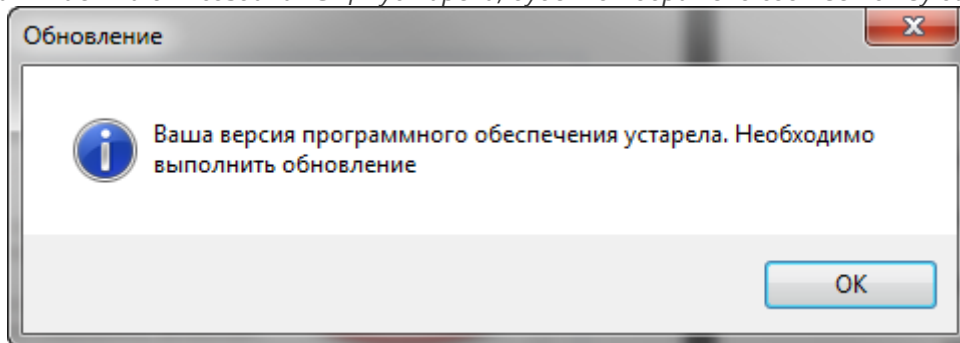 Обновление
Ваша версия программного обеспечения устарела. Необходимо
выполнить обновление
OK